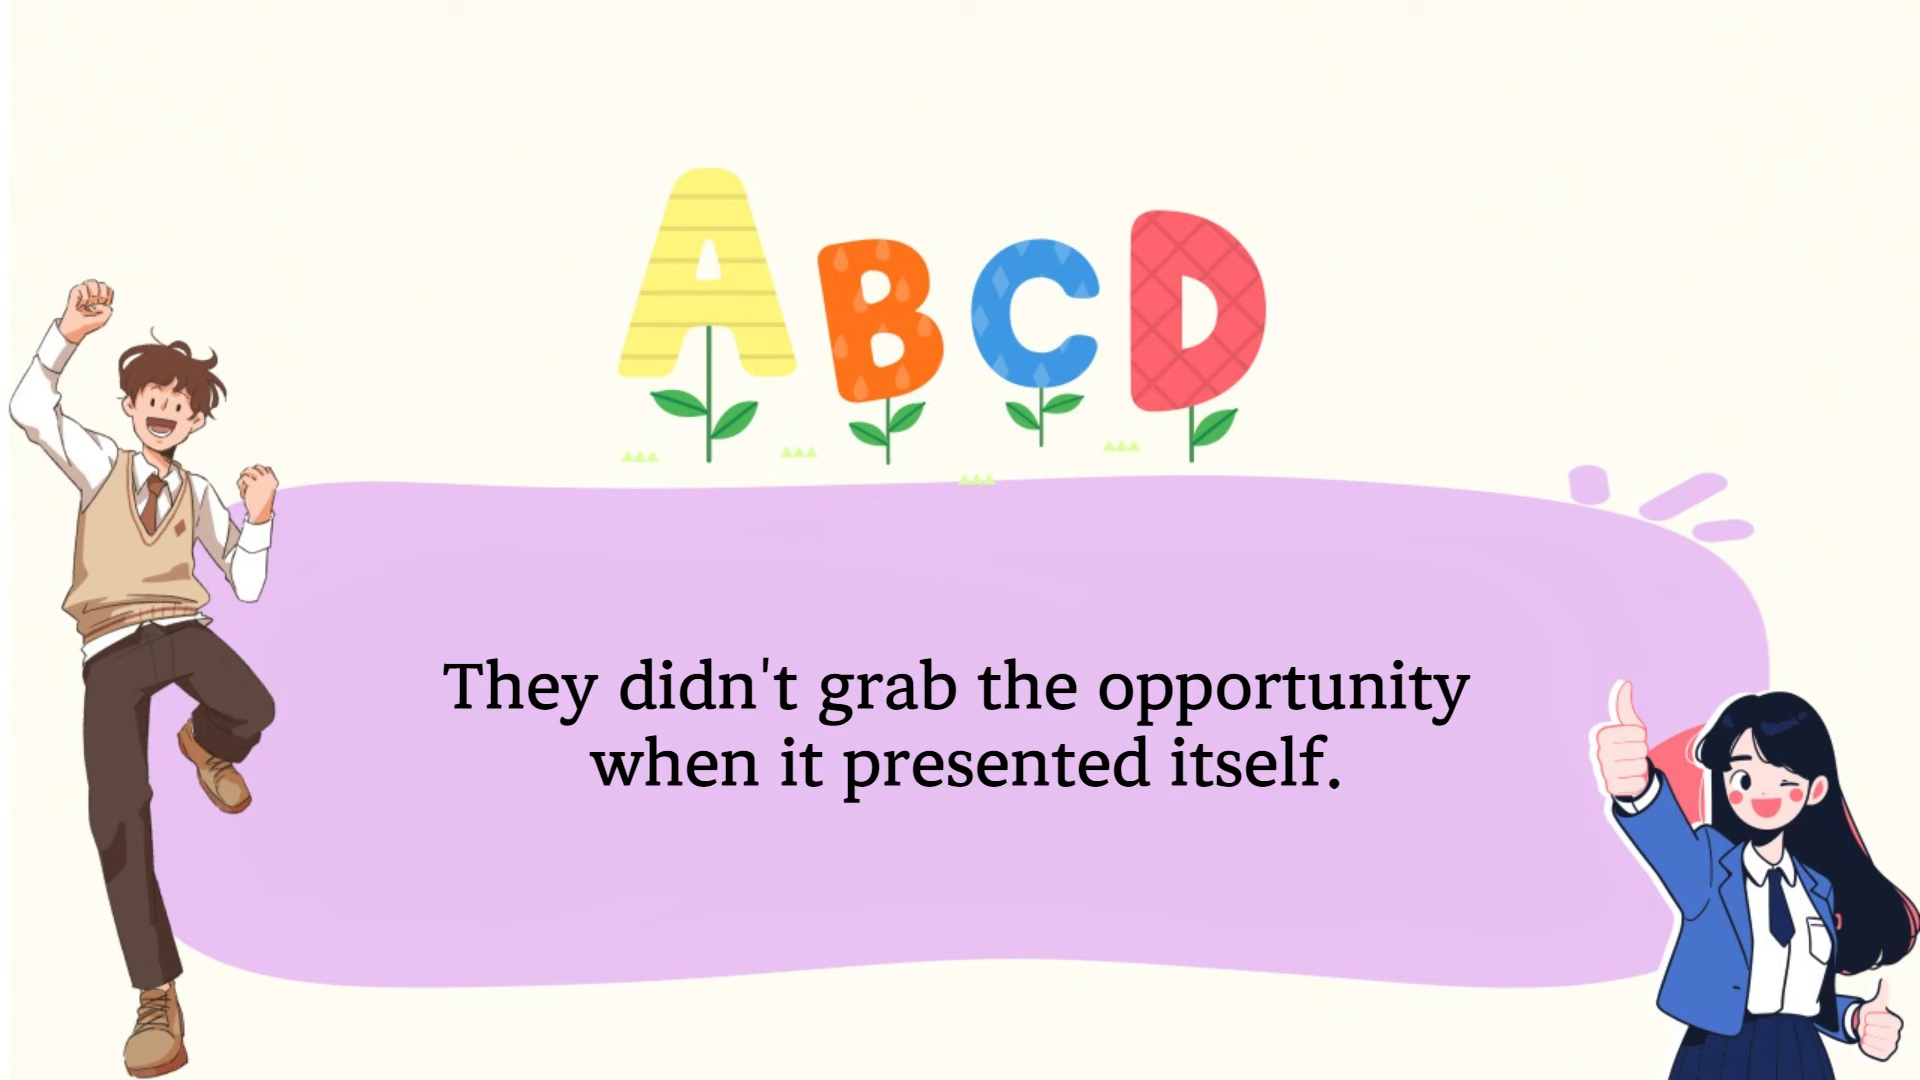 ABCD
They didn't grab the opportunity
when it presented itself.